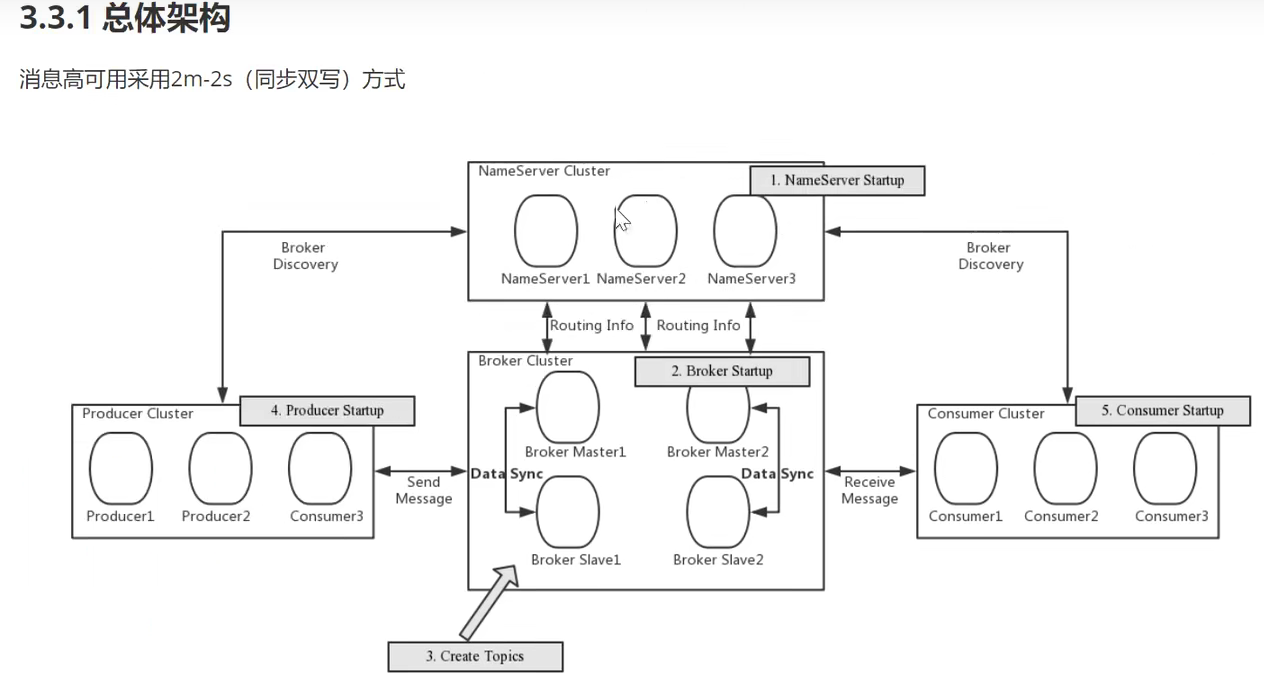 3.3.1 总体架构
消息高可用采用2m-2s（同步双写）方式
NameServer Cluster
1. NameServer Startup
NameServer1
NameServer2
NameServer3
Broker
Discovery
Broker
Discovery
Routing Info
Routing Info
Broker Cluster
2. Broker Startup
Broker Master1
Broker Master2
Data Sync
Data Sync
Broker Slave1
Broker Slave2
Producer Cluster
4. Producer Startup
Producer1
Producer2
Consumer3
Send
Message
Receive
Message
Consumer Cluster
5. Consumer Startup
Consumer1
Consumer2
Consumer3
3. Create Topics